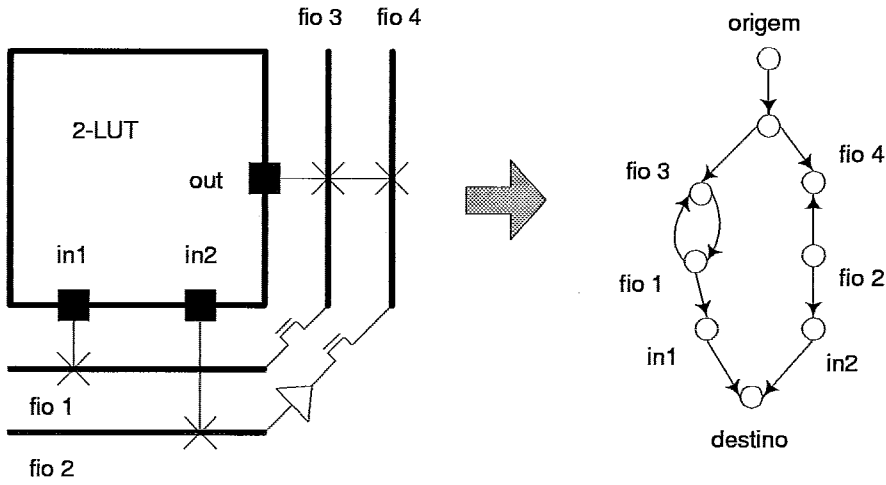 fio 3 fio 4
2-LUT
out
in1 in2
fio 1
fio 2
origem
fio 4
fio 3
fio 2
fio 1
in1
in2
destino